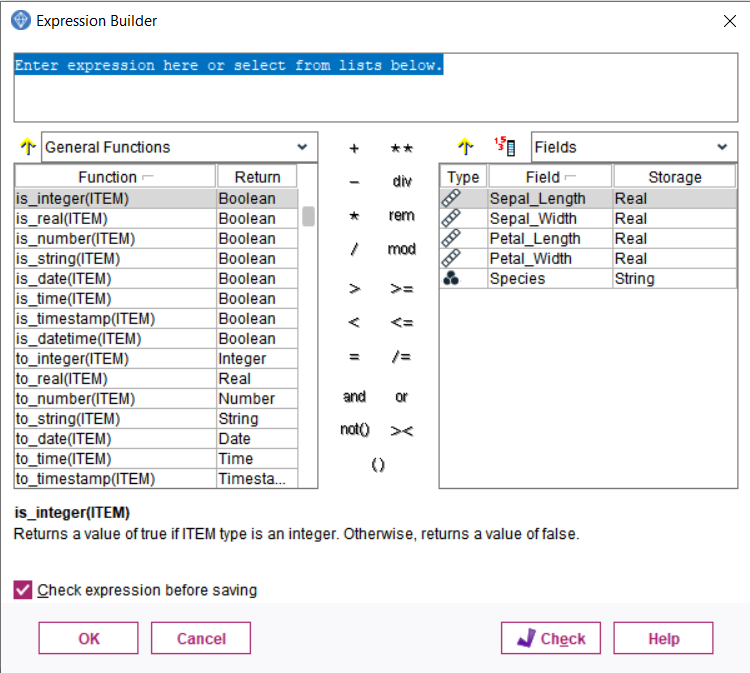 Expression Builder
Enter expression here or select from lists below.
General Functions
Function Return
is_integer(ITEM) Boolean
is_real(ITEM) Boolean
is_number(ITEM) Boolean
is_string(ITEM) Boolean
is_date(ITEM) Boolean
is_time(ITEM) Boolean
is_timestamp(ITEM) Boolean
is_datetime(ITEM) Boolean
to_integer(ITEM) Integer
to_real(ITEM) Real
to_number(ITEM) Number
to_string(ITEM) String
to_date(ITEM) Date
to_time(ITEM) Time
to_timestamp(ITEM) Timesta...
+ **
− div
* rem
/ mod
> >=
< <=
= /=
and or
not() ><
()
Fields
Type Field Storage
Sepal_Length Real
Sepal_Width Real
Petal_Length Real
Petal_Width Real
Species String
is_integer(ITEM)
Returns a value of true if ITEM type is an integer. Otherwise, returns a value of false.
Check expression before saving
OK Cancel Check Help